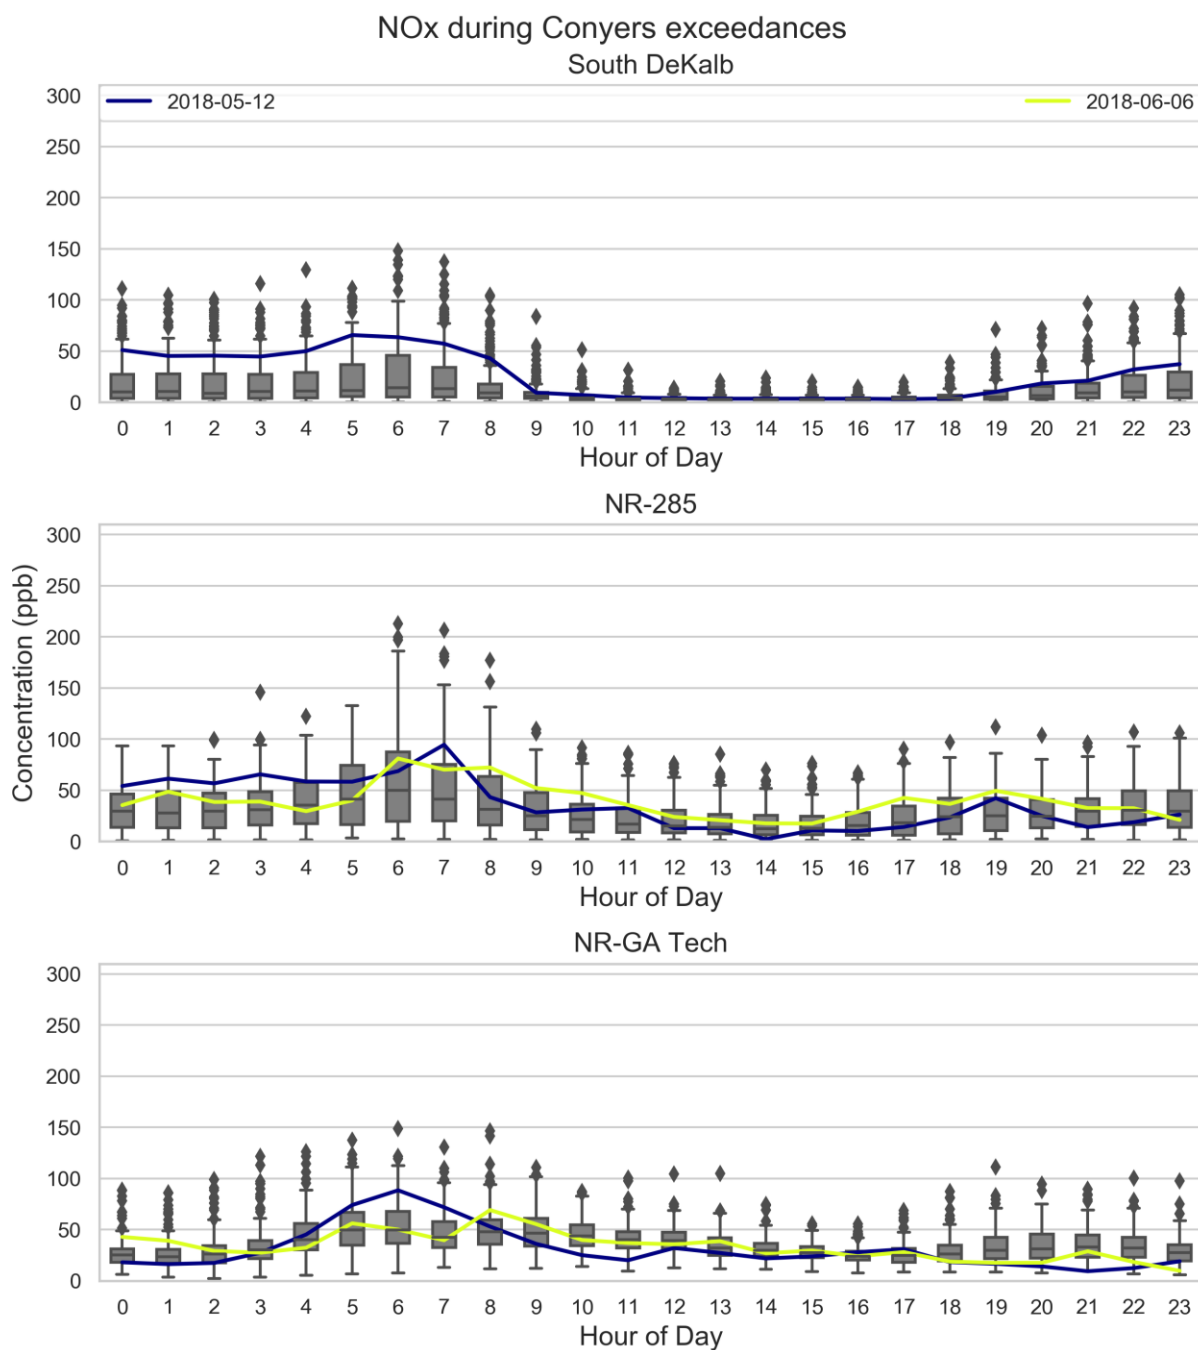 NOx during Conyers exceedances
South DeKalb
2018-05-12 2018-06-06
300
250
200
150
100
50
0
0 1 2 3 4 5 6 7 8 9 10 11 12 13 14 15 16 17 18 19 20 21 22 23
Hour of Day
NR-285
Concentration (ppb)
300
250
200
150
100
50
0
0 1 2 3 4 5 6 7 8 9 10 11 12 13 14 15 16 17 18 19 20 21 22 23
Hour of Day
NR-GA Tech
300
250
200
150
100
50
0
0 1 2 3 4 5 6 7 8 9 10 11 12 13 14 15 16 17 18 19 20 21 22 23
Hour of Day